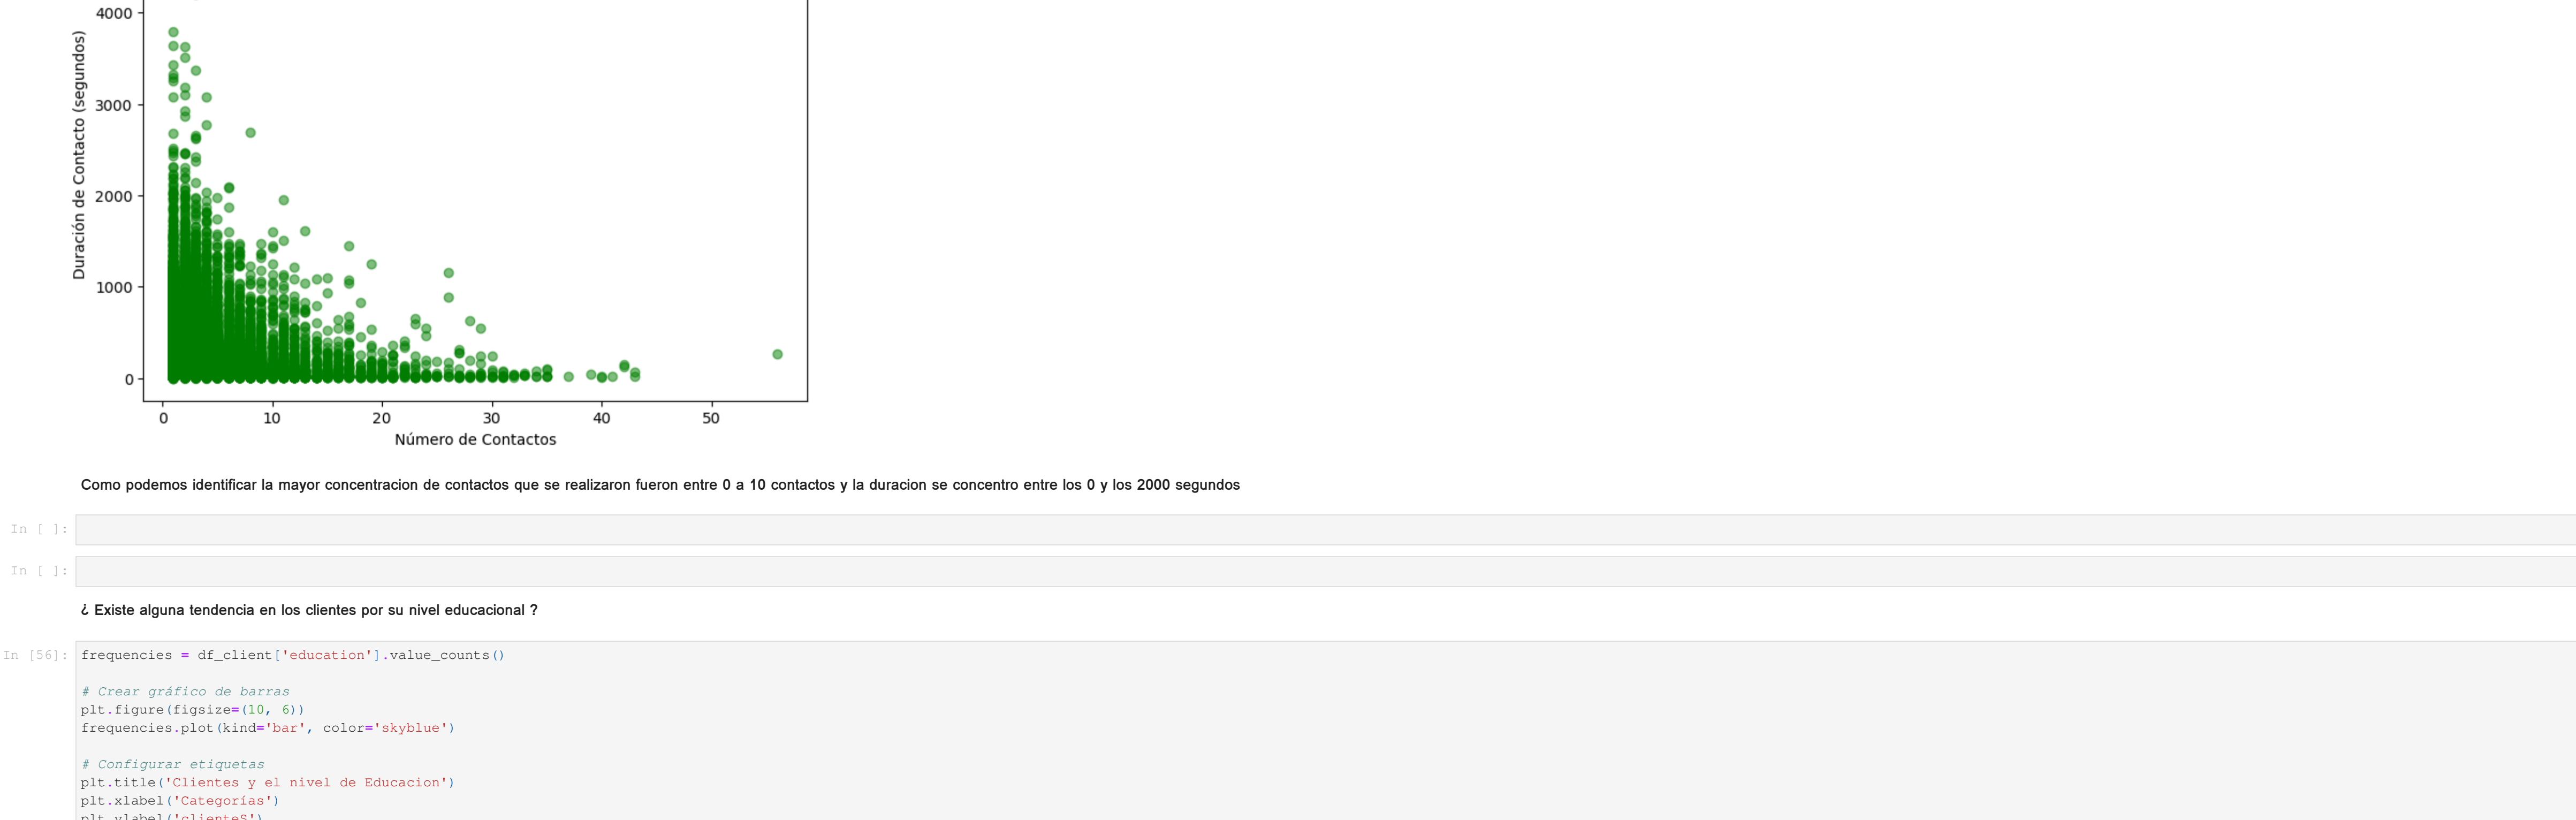 4000
3000
2000
1000
0
Duración de Contacto (segundos)
0 10 20 30 40 50
Número de Contactos
Como podemos identificar la mayor concentracion de contactos que se realizaron fueron entre 0 a 10 contactos y la duracion se concentro entre los 0 y los 2000 segundos
In [ ]:
In [ ]:
¿ Existe alguna tendencia en los clientes por su nivel educacional ?
In [56]: frequencies = df_client['education'].value_counts()
# Crear gráfico de barras
plt.figure(figsize=(10, 6))
frequencies.plot(kind='bar', color='skyblue')
# Configurar etiquetas
plt.title('Clientes y el nivel de Educacion')
plt.xlabel('Categorías')
plt.ylabel('clienteS')